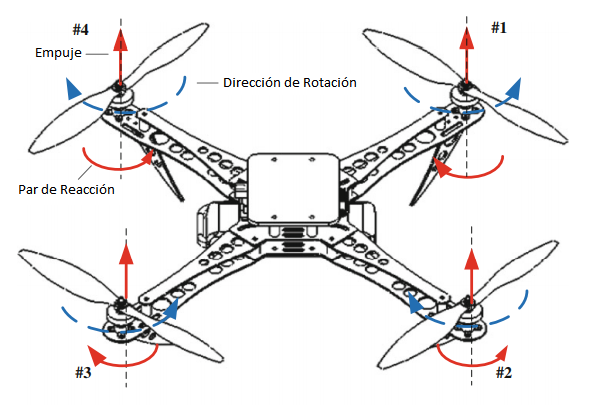 #4
#1
Empuje
Dirección de Rotación
Par de Reacción
#3
#2